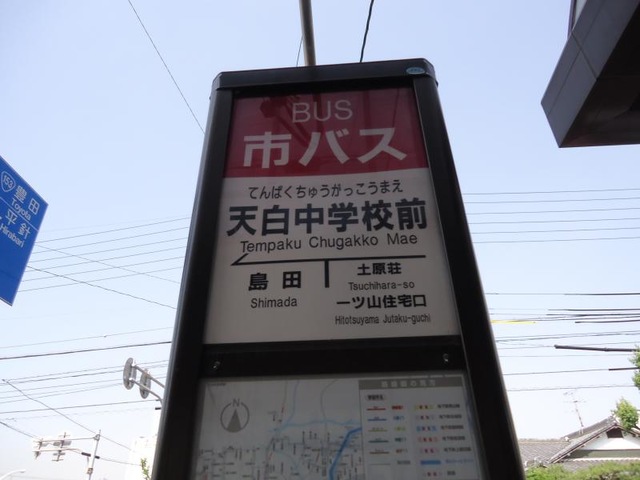 BUS
市バス
てんぱくちゅうがっこうまえ
天白中学校前
Tempaku Chugakko Mae
島田
Shimada
土原荘
Tsuchihara-so
一ツ山住宅口
Hitotsuyama Jutaku-guchi
153
豊田
Toyota
平針
Hirabari
N